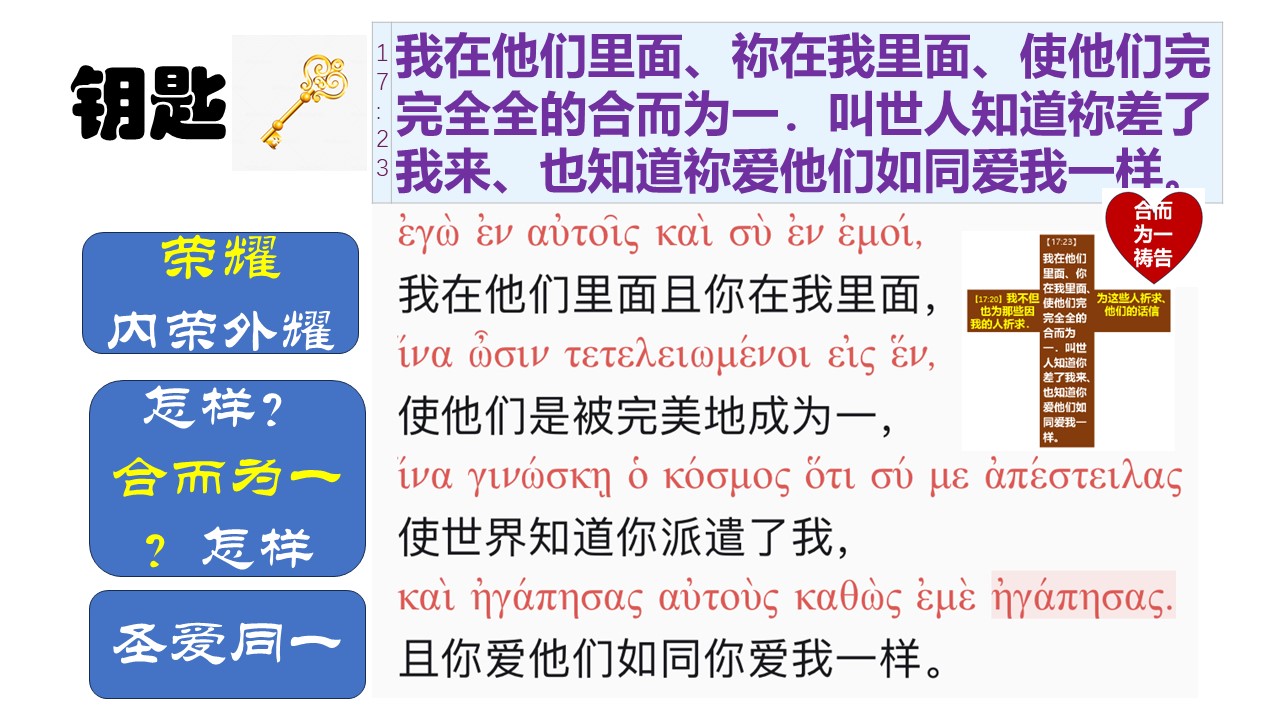 钥匙
17:23
我在他们里面、祢在我里面、使他们完
完全全的合而为一．叫世人知道祢差了
我来、也知道祢爱他们如同爱我一样。
合而
为一
祷告
荣耀
内荣外耀
怎样？
合而为一
？怎样
圣爱同一
ἐγὼ ἐν αὐτοῖς καὶ σὺ ἐν ἐμοί,
我在他们里面且你在我里面，
ἵνα ὦσιν τετελειωμένοι εἰς ἕν,
使他们是被完美地成为一，
ἵνα γινώσκῃ ὁ κόσμος ὅτι σύ με ἀπέστειλας
使世界知道你派遣了我，
καὶ ἠγάπησας αὐτοὺς καθὼς ἐμὲ ἠγάπησας.
且你爱他们如同你爱我一样。
【17:23】
我在他们
里面、你
在我里面、
使他们完
完全全的
合而为
一．叫世
人知道你
差了我来、
也知道你
爱他们如
同爱我一
样。
【17:20】我不但
也为那些因
我的人祈求．
为这些人祈求、
他们的话信